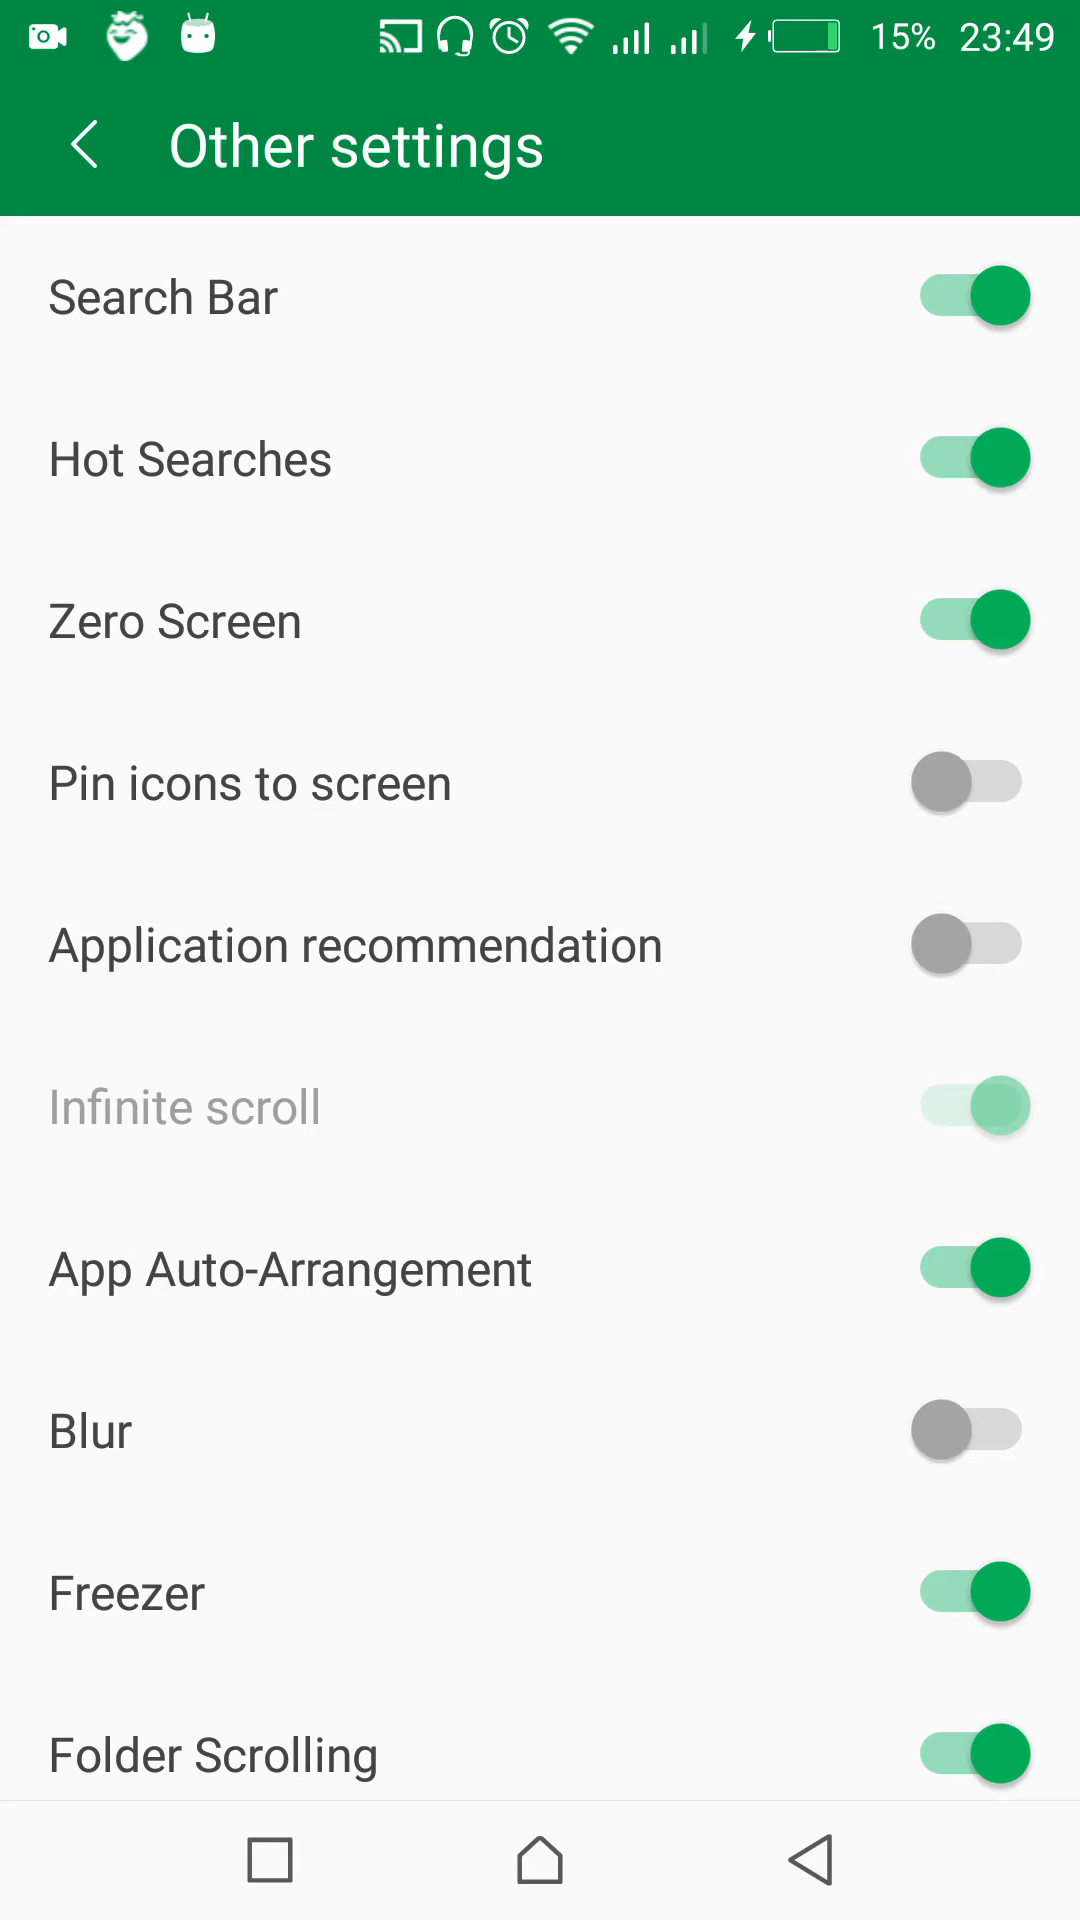 15% 23:49
Other settings
Search Bar
Hot Searches
Zero Screen
Pin icons to screen
Application recommendation
Infinite scroll
App Auto-Arrangement
Blur
Freezer
Folder Scrolling